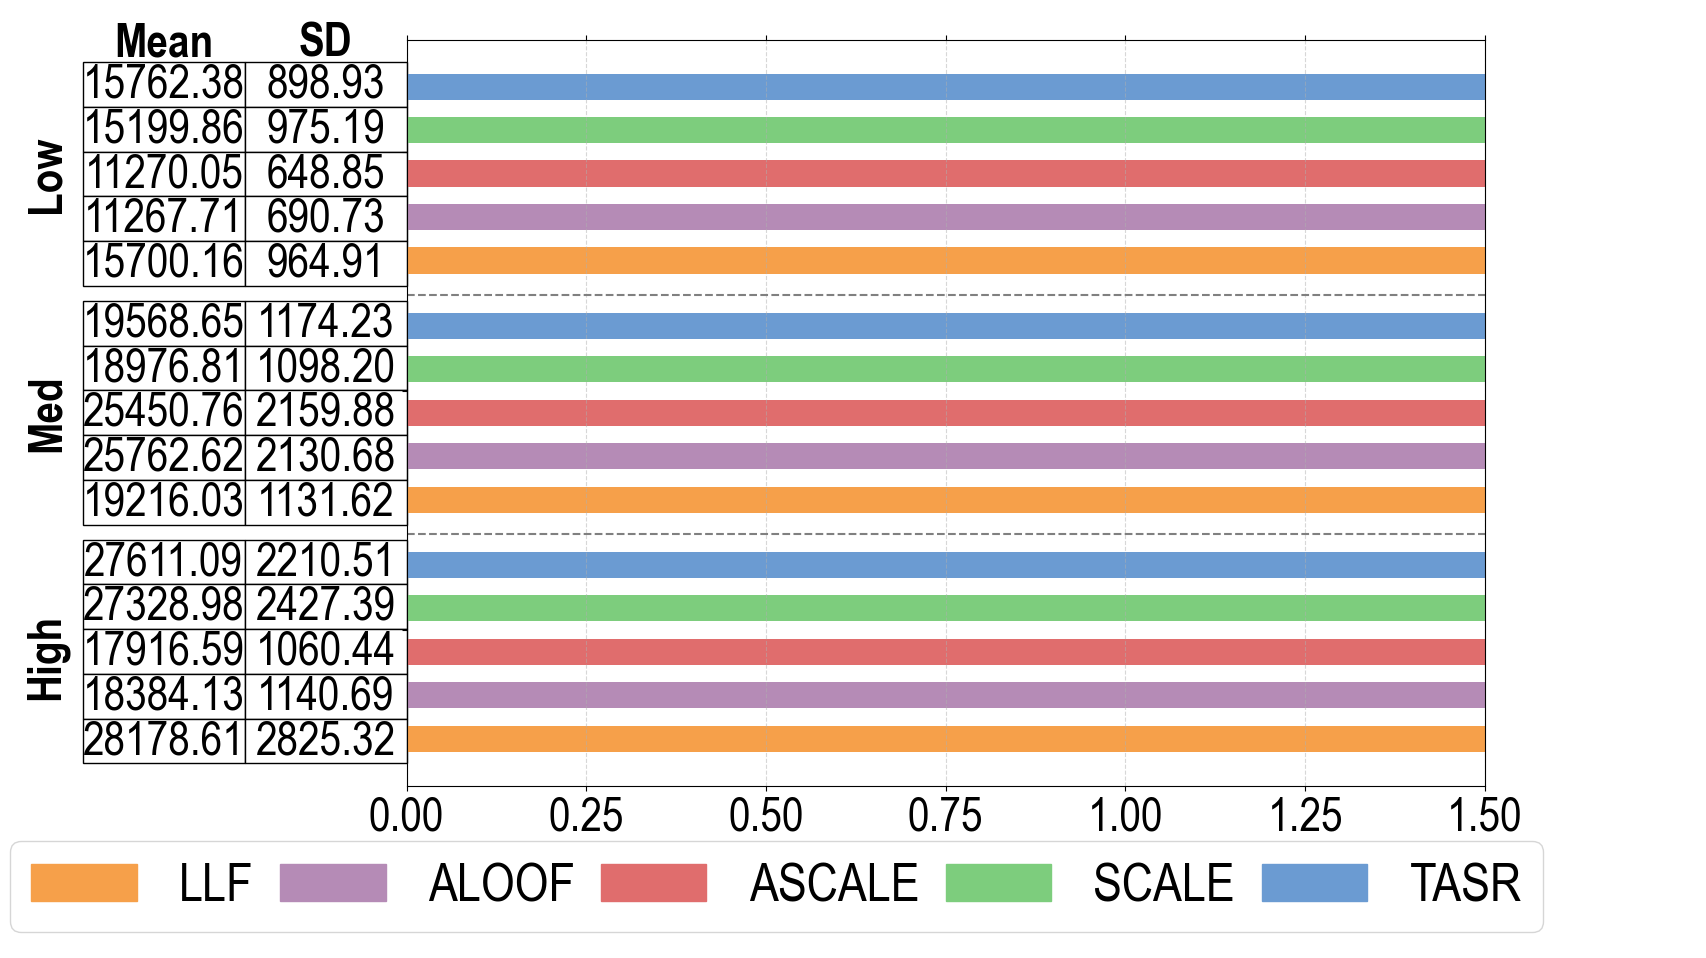 Mean SD
Low
15762.38 898.93
15199.86 975.19
11270.05 648.85
11267.71 690.73
15700.16 964.91
Med
19568.65 1174.23
18976.81 1098.20
25450.76 2159.88
25762.62 2130.68
19216.03 1131.62
High
27611.09 2210.51
27328.98 2427.39
17916.59 1060.44
18384.13 1140.69
28178.61 2825.32
0.00 0.25 0.50 0.75 1.00 1.25 1.50
LLF ALOOF ASCALE SCALE TASR